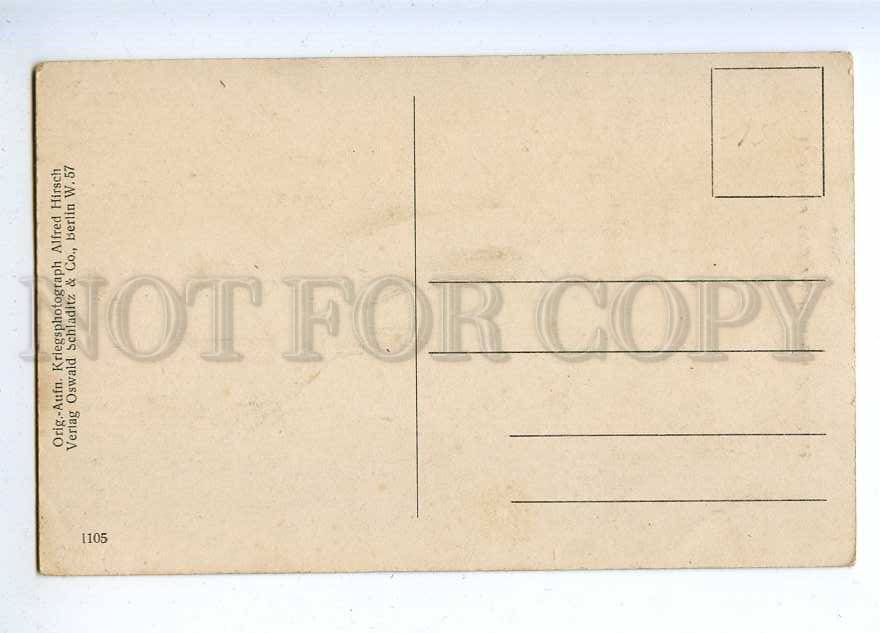 Orig.-Aufn. Kriegsphotograph Alfred Hirsch
Verlag Oswald Schladitz & Co., Berlin W. 57
NOT FOR COPY
1105